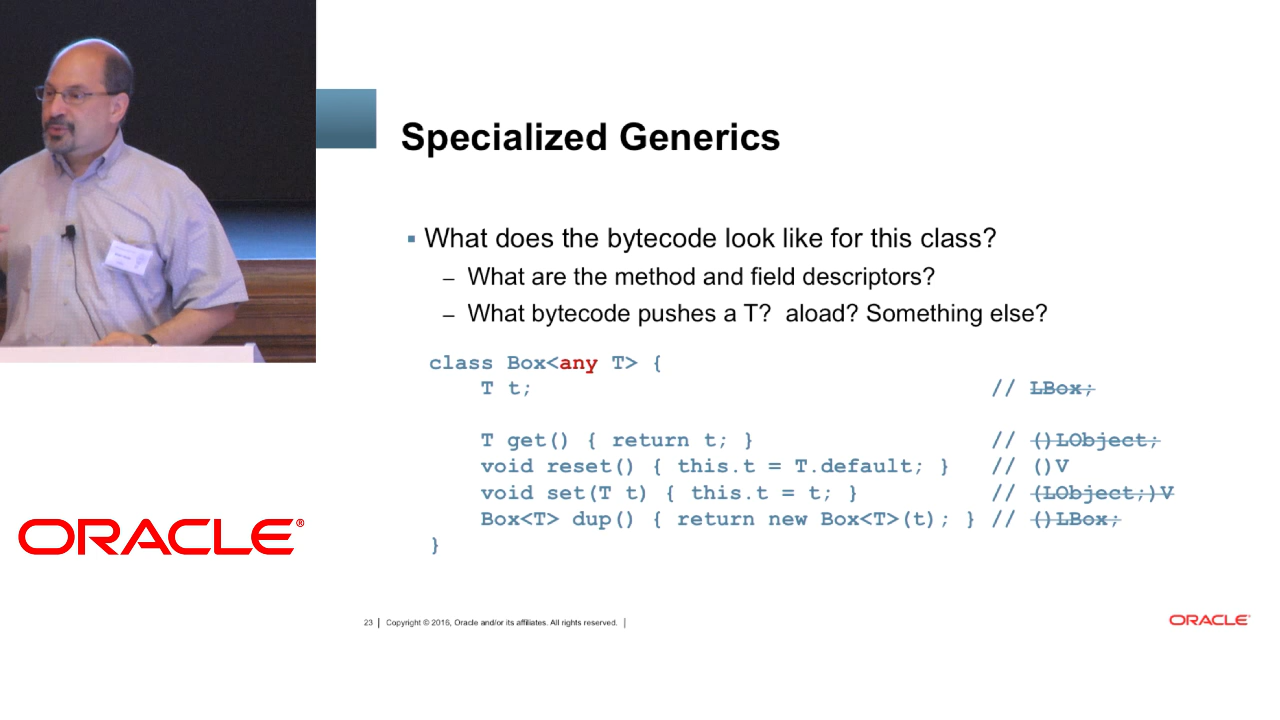 Specialized Generics
▪ What does the bytecode look like for this class?
– What are the method and field descriptors?
– What bytecode pushes a T?  aload? Something else?
class Box<any T> {
    T t;                                   // LBox;
    T get() { return t; }                  // ()LObject;
    void reset() { this.t = T.default; }   // ()V
    void set(T t) { this.t = t; }          // (LObject;)V
    Box<T> dup() { return new Box<T>(t); } // ()LBox;
}
ORACLE®
23 | Copyright © 2016, Oracle and/or its affiliates. All rights reserved. |
ORACLE®